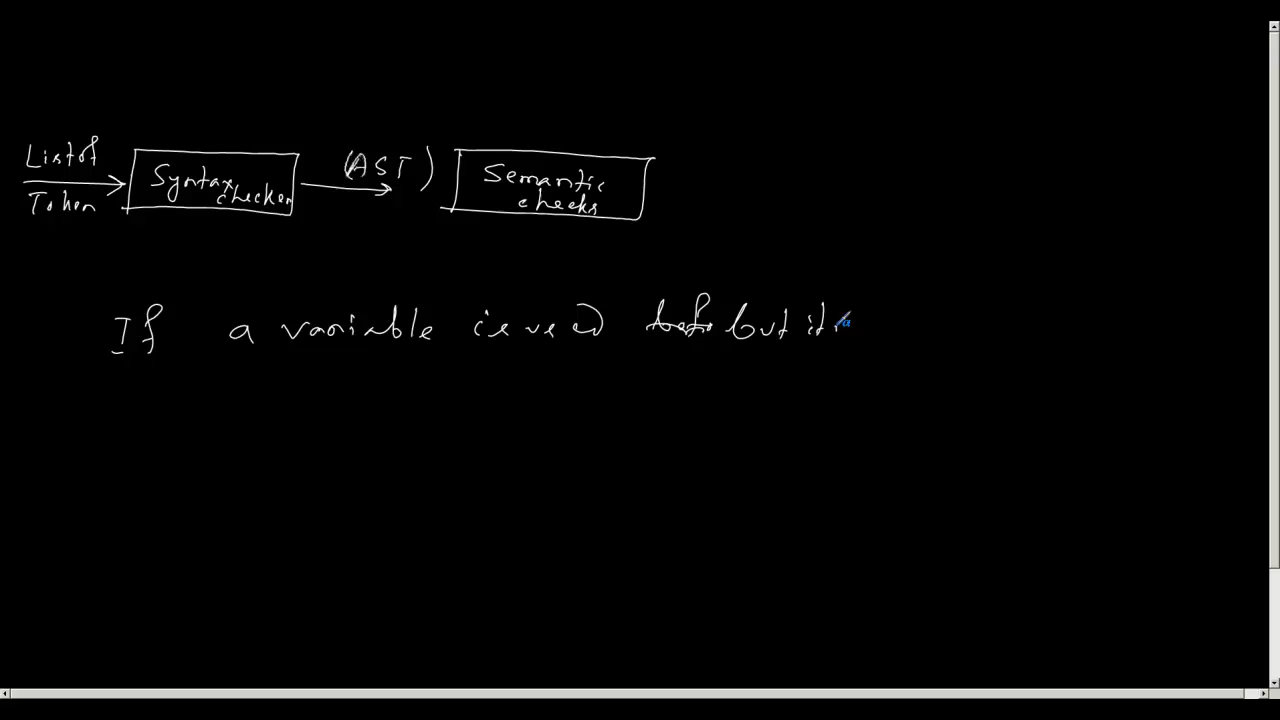 List of
Token
Syntax
checker
(AST)
Semantic
checks
If a variable is used but it